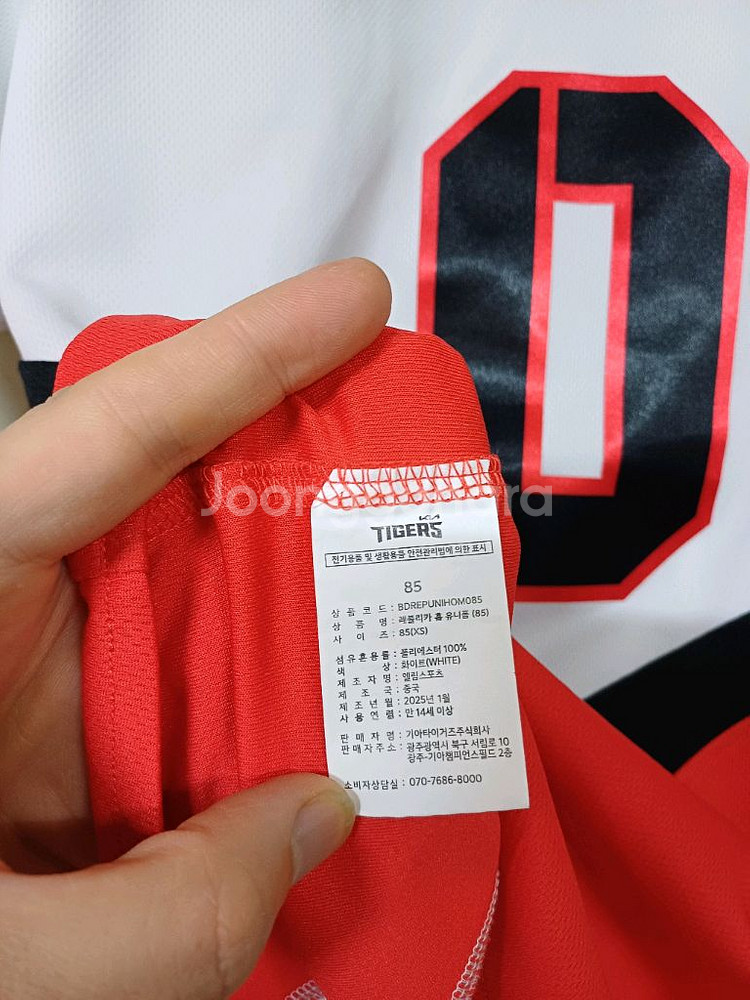 0
Joongonara
KIA
TIGERS
전기용품 및 생활용품 안전관리법에 의한 표시
85
상 품 코 드 : BDREPUNIHOM085
상 품 명 : 레플리카 홈 유니폼 (85)
사 이 즈 : 85(XS)
섬유혼용률 : 폴리에스터 100%
색 상 : 화이트(WHITE)
제 조 자 명 : 엘림스포츠
제 조 국 : 중국
제 조 년 월 : 2025년 1월
사 용 연 령 : 만 14세 이상
판 매 자 명 : 기아타이거즈주식회사
판매자주소 : 광주광역시 북구 서림로 10
광주-기아챔피언스필드 2층
소비자상담실 : 070-7686-8000